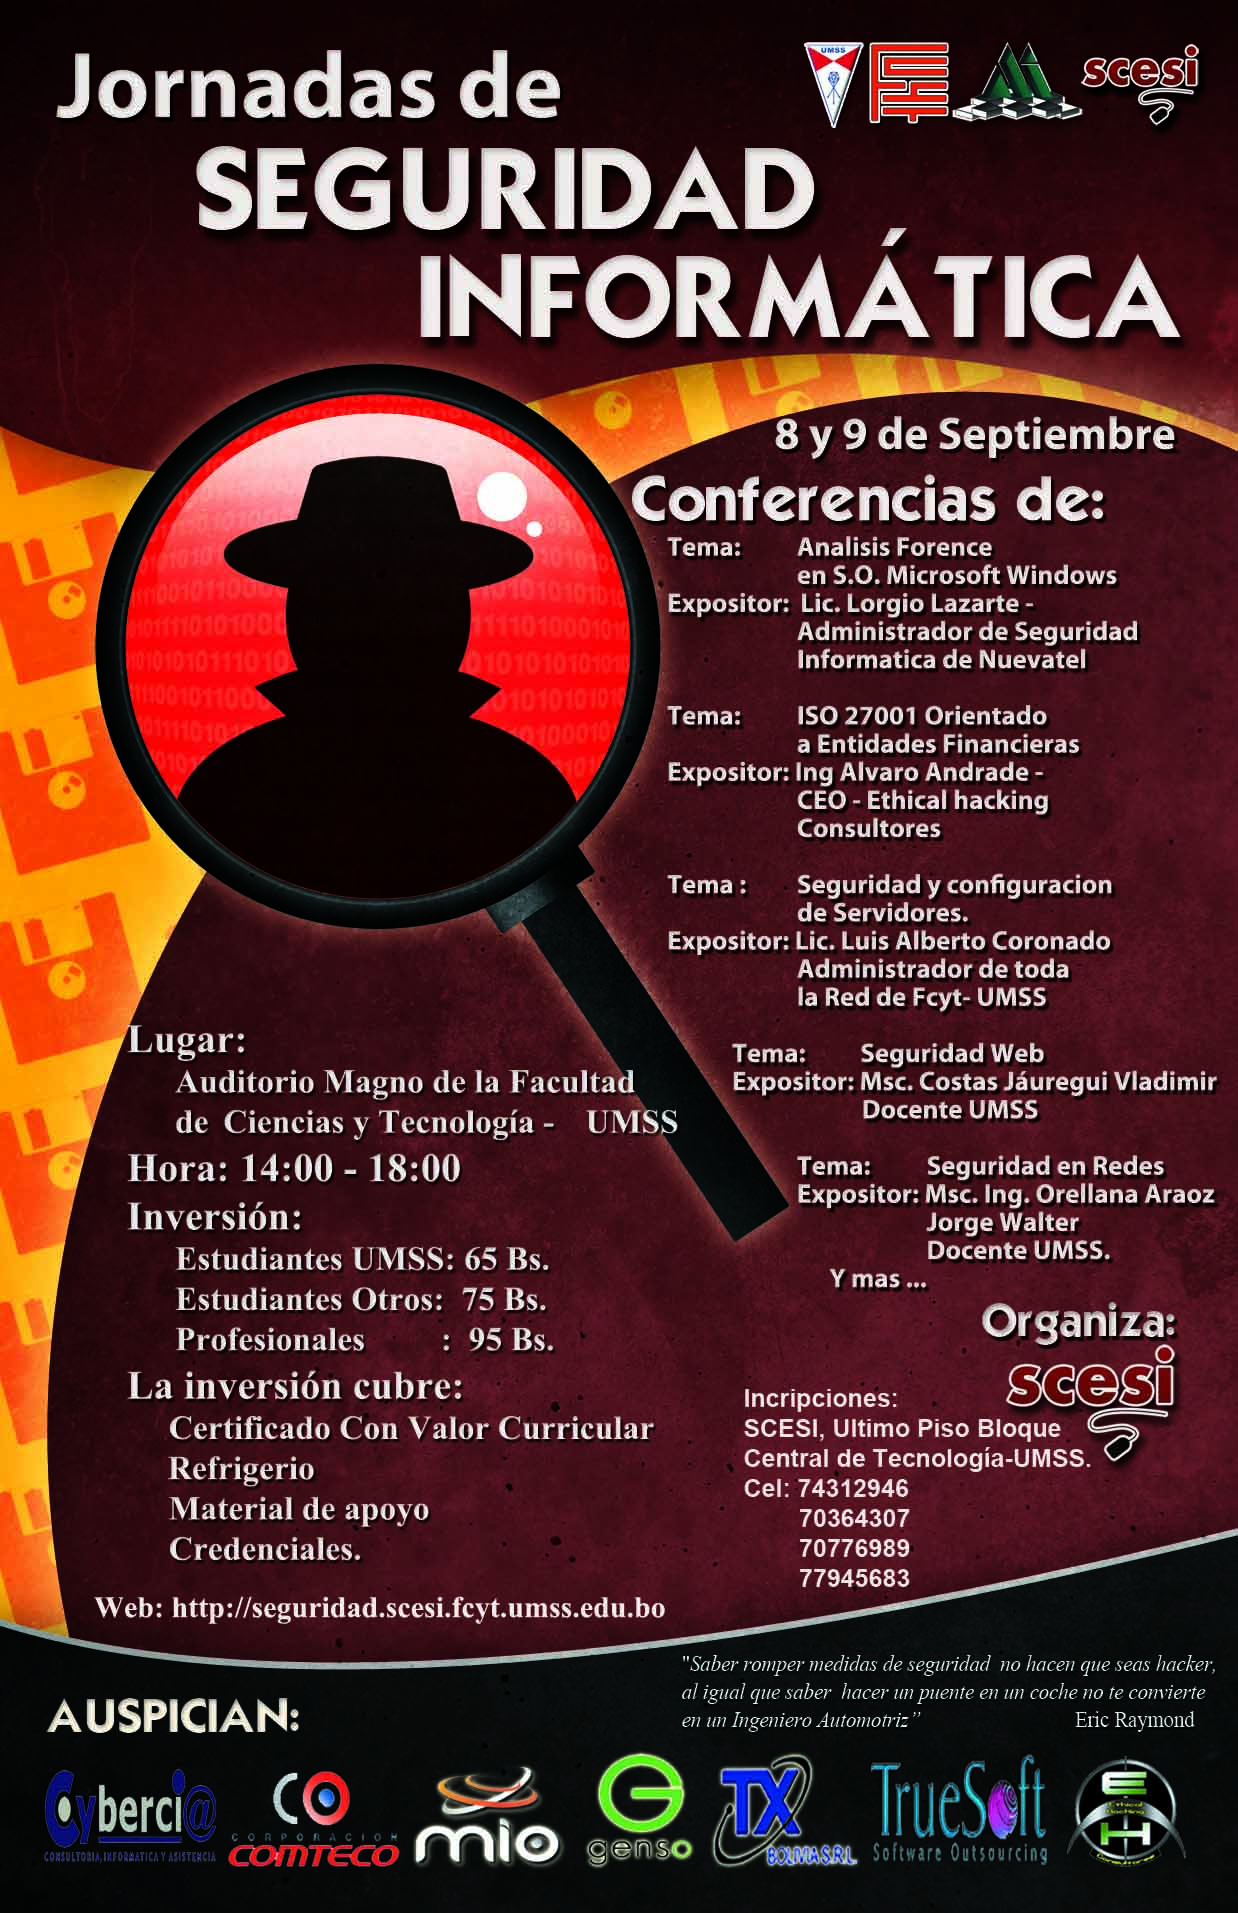 Jornadas de
SEGURIDAD
INFORMÁTICA
UMSS
scesi
8 y 9 de Septiembre
Conferencias de:
Tema: Analisis Forence
en S.O. Microsoft Windows
Expositor: Lic. Lorgio Lazarte -
Administrador de Seguridad
Informatica de Nuevatel
Tema: ISO 27001 Orientado
a Entidades Financieras
Expositor: Ing Alvaro Andrade -
CEO - Ethical hacking
Consultores
Tema : Seguridad y configuracion
de Servidores.
Expositor: Lic. Luis Alberto Coronado
Administrador de toda
la Red de Fcyt- UMSS
Tema: Seguridad Web
Expositor: Msc. Costas Jáuregui Vladimir
Docente UMSS
Tema: Seguridad en Redes
Expositor: Msc. Ing. Orellana Araoz
Jorge Walter
Docente UMSS.
Y mas ...
Lugar:
Auditorio Magno de la Facultad
de Ciencias y Tecnología - UMSS
Hora: 14:00 - 18:00
Inversión:
Estudiantes UMSS: 65 Bs.
Estudiantes Otros: 75 Bs.
Profesionales : 95 Bs.
La inversión cubre:
Certificado Con Valor Curricular
Refrigerio
Material de apoyo
Credenciales.
Web: http://seguridad.scesi.fcyt.umss.edu.bo
Organiza:
scesi
Incripciones:
SCESI, Ultimo Piso Bloque
Central de Tecnología-UMSS.
Cel: 74312946
70364307
70776989
77945683
"Saber romper medidas de seguridad no hacen que seas hacker,
al igual que saber hacer un puente en un coche no te convierte
en un Ingeniero Automotriz” Eric Raymond
AUSPICIAN:
Cyberci@
CONSULTORIA, INFORMATICA Y ASISTENCIA
CORPORACION
COMTECO
mio
genso
TX
BOLIVIA S.R.L.
TrueSoft
Software Outsourcing
E
Ethical
Hacking
H